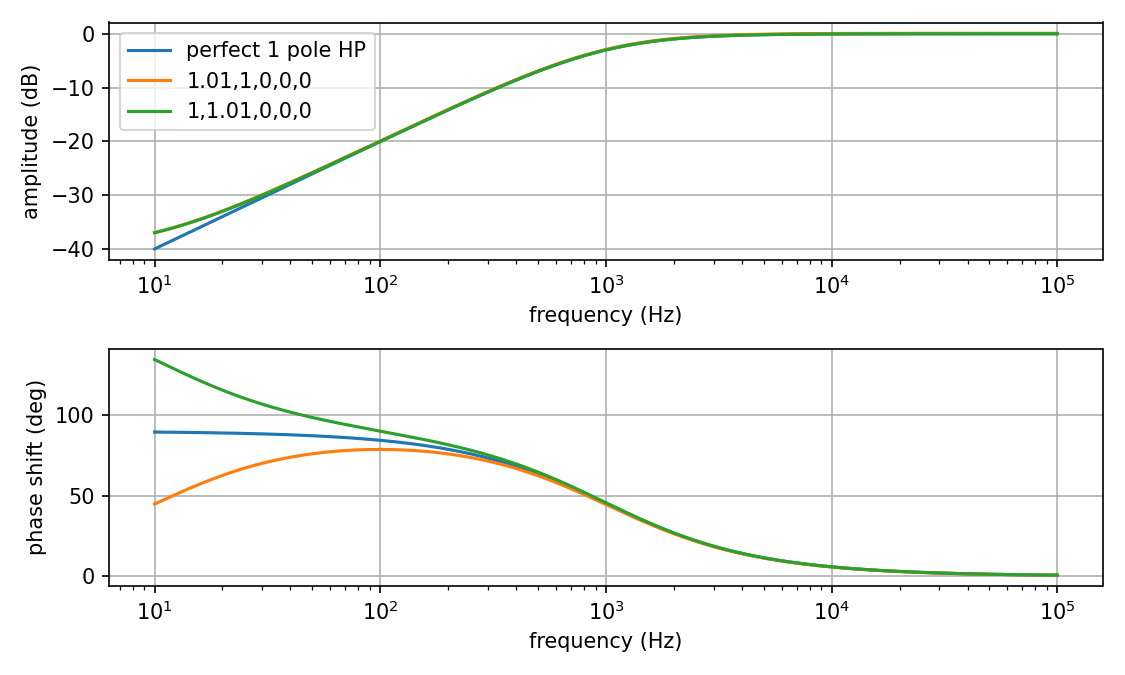 amplitude (dB)
0
−10
−20
−30
−40
perfect 1 pole HP
1.01,1,0,0,0
1,1.01,0,0,0
10¹ 10² 10³ 10⁴ 10⁵
frequency (Hz)
phase shift (deg)
100
50
0
10¹ 10² 10³ 10⁴ 10⁵
frequency (Hz)